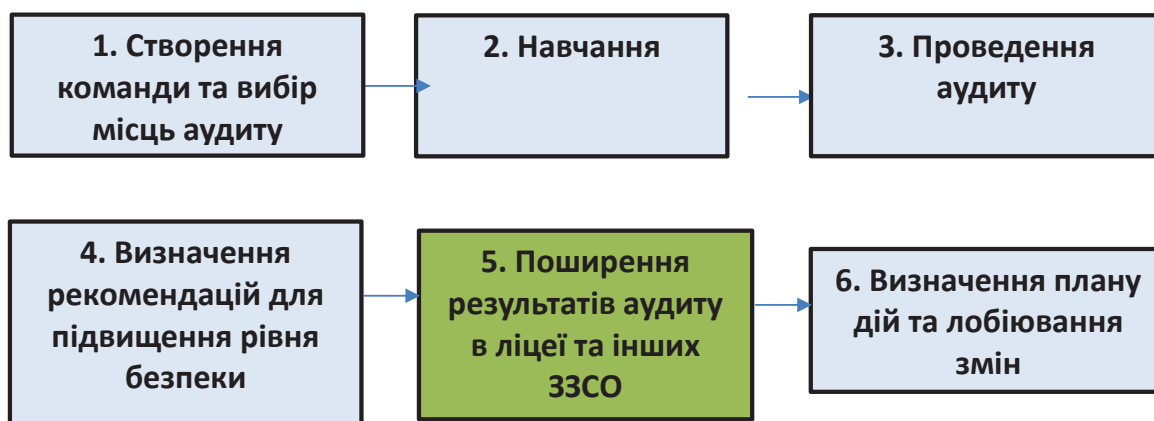 1. Створення
команди та вибір
місць аудиту
2. Навчання
3. Проведення
аудиту
4. Визначення
рекомендацій для
підвищення рівня
безпеки
5. Поширення
результатів аудиту
в ліцеї та інших
ЗЗСО
6. Визначення плану
дій та лобіювання
змін